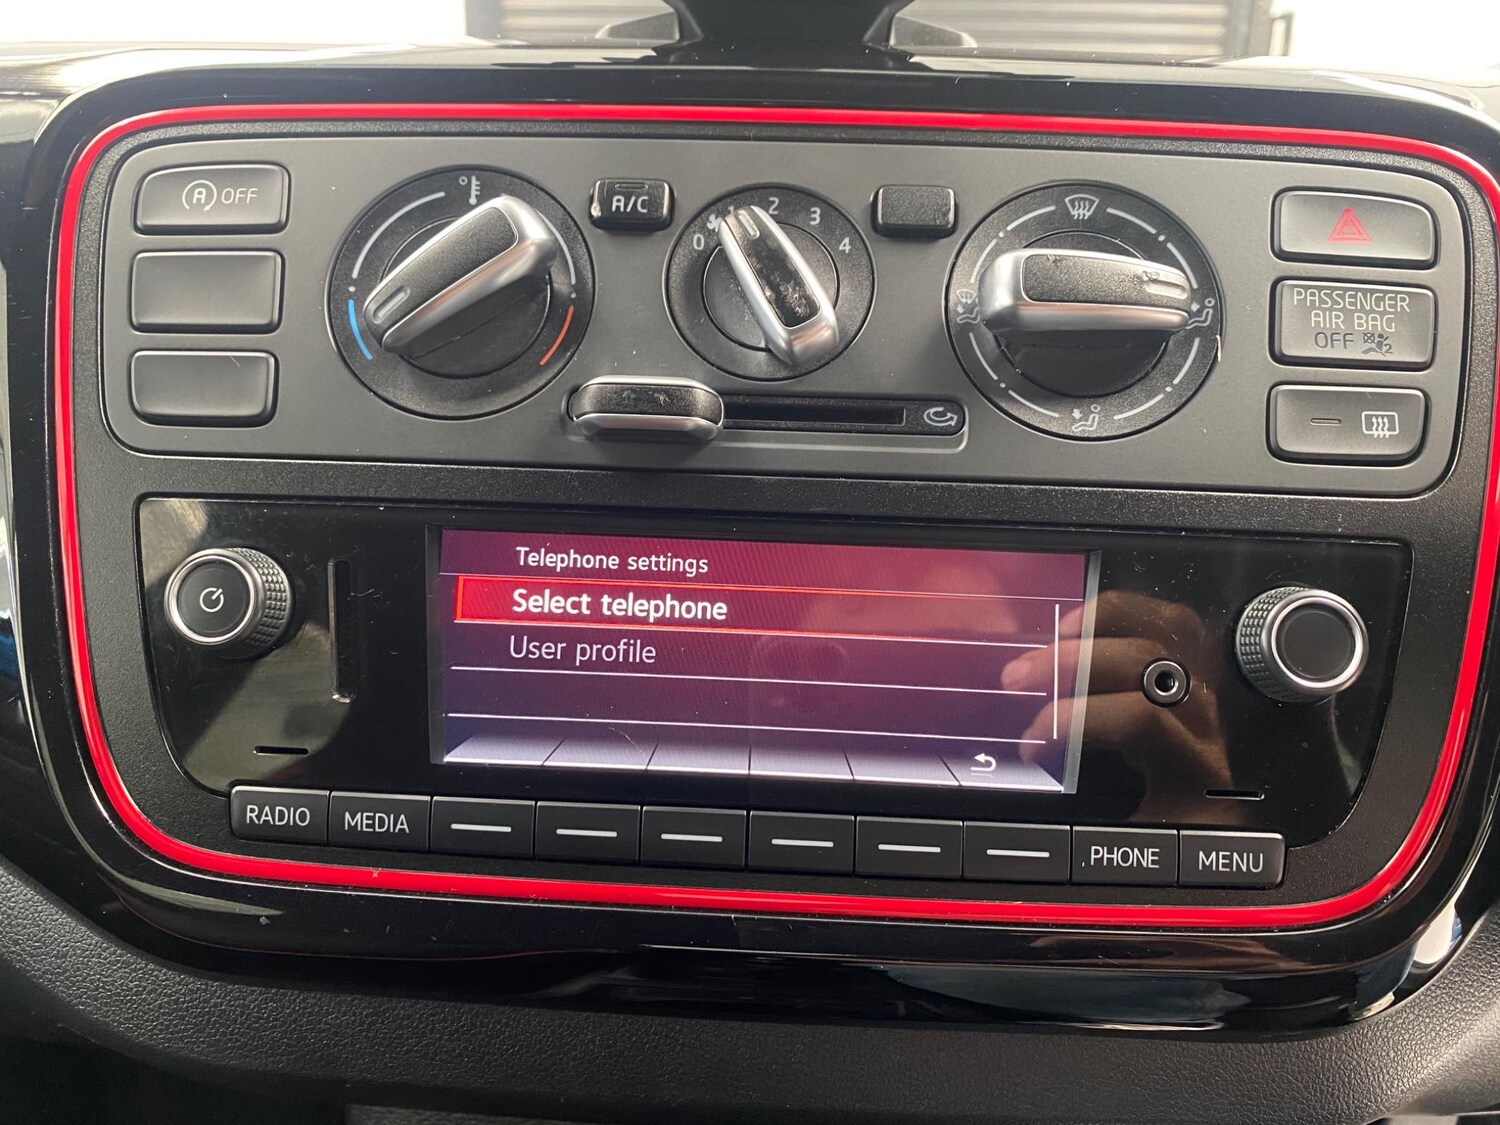 A OFF
A/C
0 1 2 3 4
PASSENGER
AIR BAG
OFF 2
Telephone settings
Select telephone
User profile
RADIO
MEDIA
PHONE
MENU